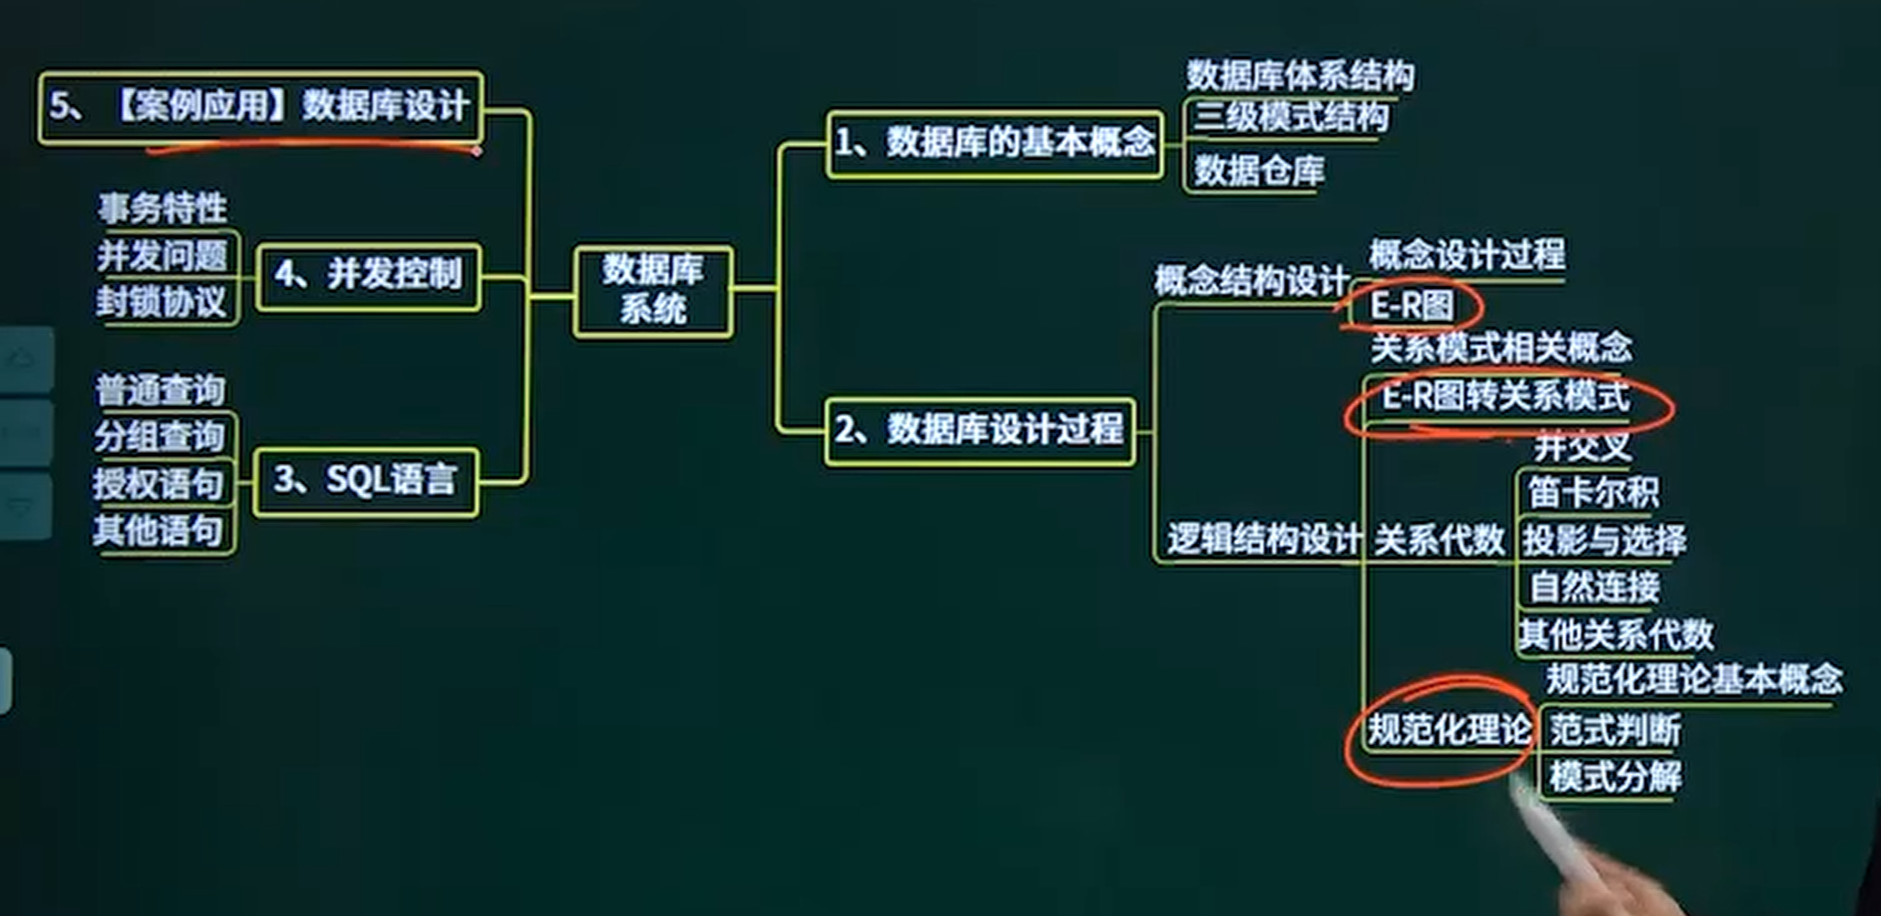 5、【案例应用】数据库设计
事务特性
并发问题
封锁协议
4、并发控制
普通查询
分组查询
授权语句
其他语句
3、SQL语言
数据库
系统
1、数据库的基本概念
数据库体系结构
三级模式结构
数据仓库
2、数据库设计过程
概念结构设计
概念设计过程
E-R图
逻辑结构设计
关系模式相关概念
E-R图转关系模式
关系代数
并交叉
笛卡尔积
投影与选择
自然连接
其他关系代数
规范化理论
规范化理论基本概念
范式判断
模式分解